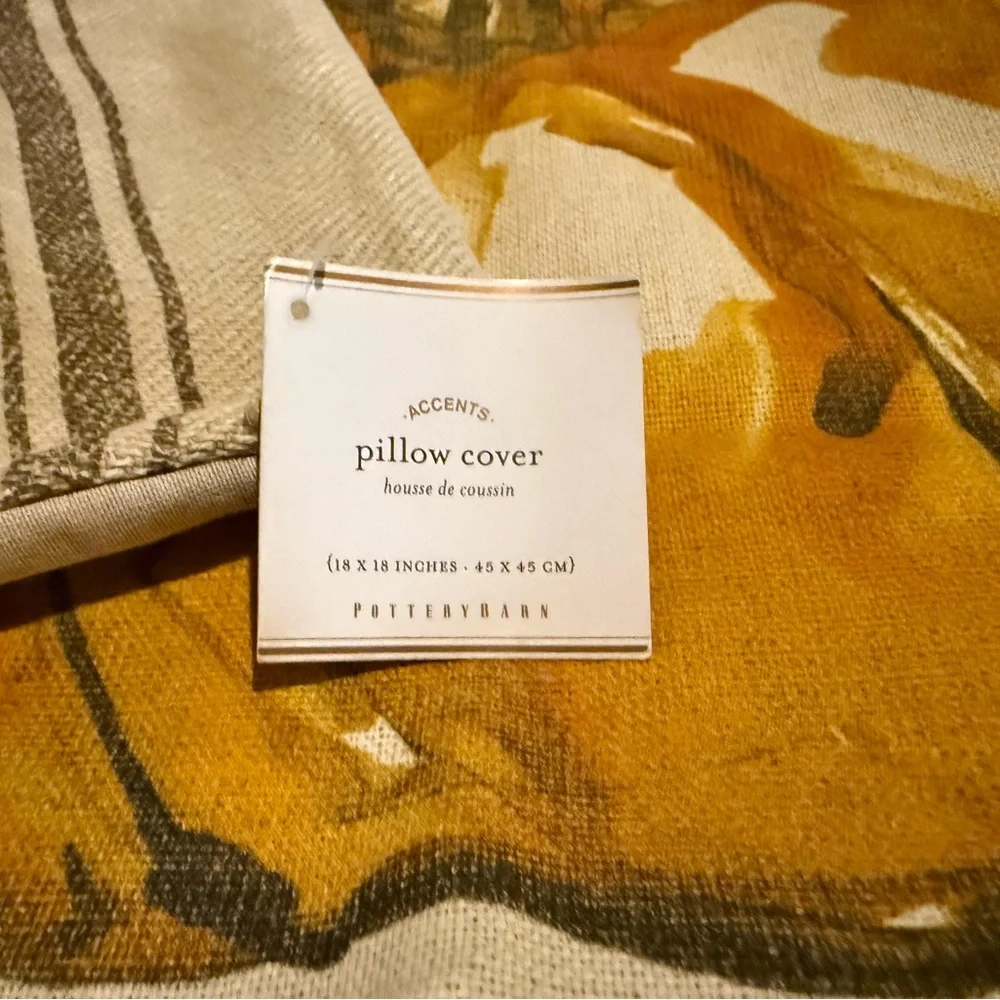 ·ACCENTS·
pillow cover
housse de coussin
{18 X 18 INCHES · 45 X 45 CM}
POTTERYBARN